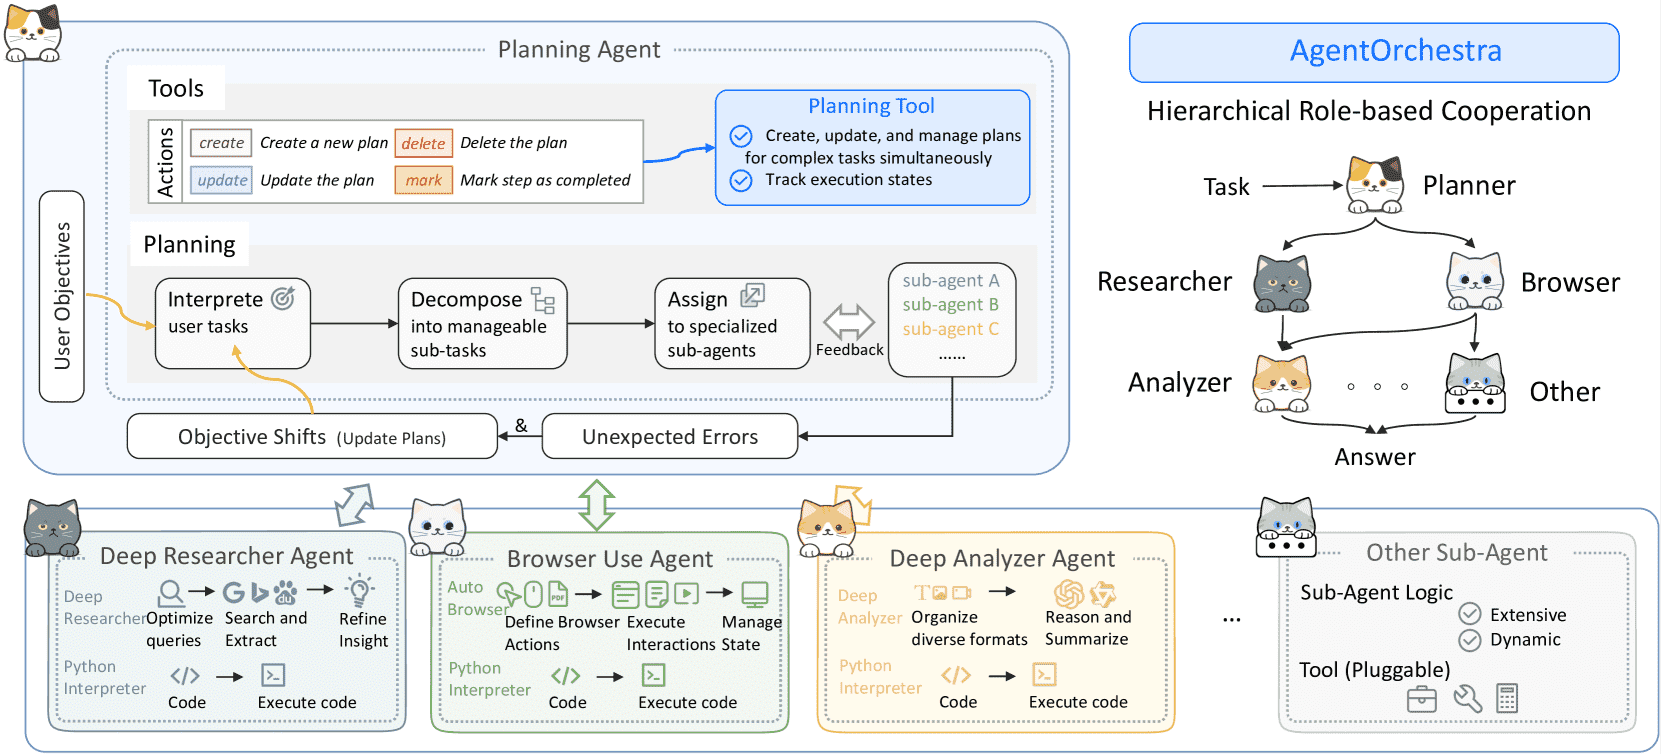 Planning Agent
Tools
Actions
create Create a new plan delete Delete the plan
update Update the plan mark Mark step as completed
Planning Tool
Create, update, and manage plans
for complex tasks simultaneously
Track execution states
User Objectives
Planning
Interprete
user tasks
Decompose
into manageable
sub-tasks
Assign
to specialized
sub-agents
Feedback
sub-agent A
sub-agent B
sub-agent C
......
Objective Shifts (Update Plans)
&
Unexpected Errors
AgentOrchestra
Hierarchical Role-based Cooperation
Task
Planner
Researcher
Browser
Analyzer
Other
Answer
Deep Researcher Agent
Deep
Researcher
G
du
Optimize
queries
Search and
Extract
Refine
Insight
Python
Interpreter
</>
Code
>_
Execute code
Browser Use Agent
Auto
Browser
PDF
Define Browser
Actions
Execute
Interactions
Manage
State
Python
Interpreter
</>
Code
>_
Execute code
Deep Analyzer Agent
Deep
Analyzer
T
Organize
diverse formats
Reason and
Summarize
Python
Interpreter
</>
Code
>_
Execute code
...
Other Sub-Agent
Sub-Agent Logic
Extensive
Dynamic
Tool (Pluggable)